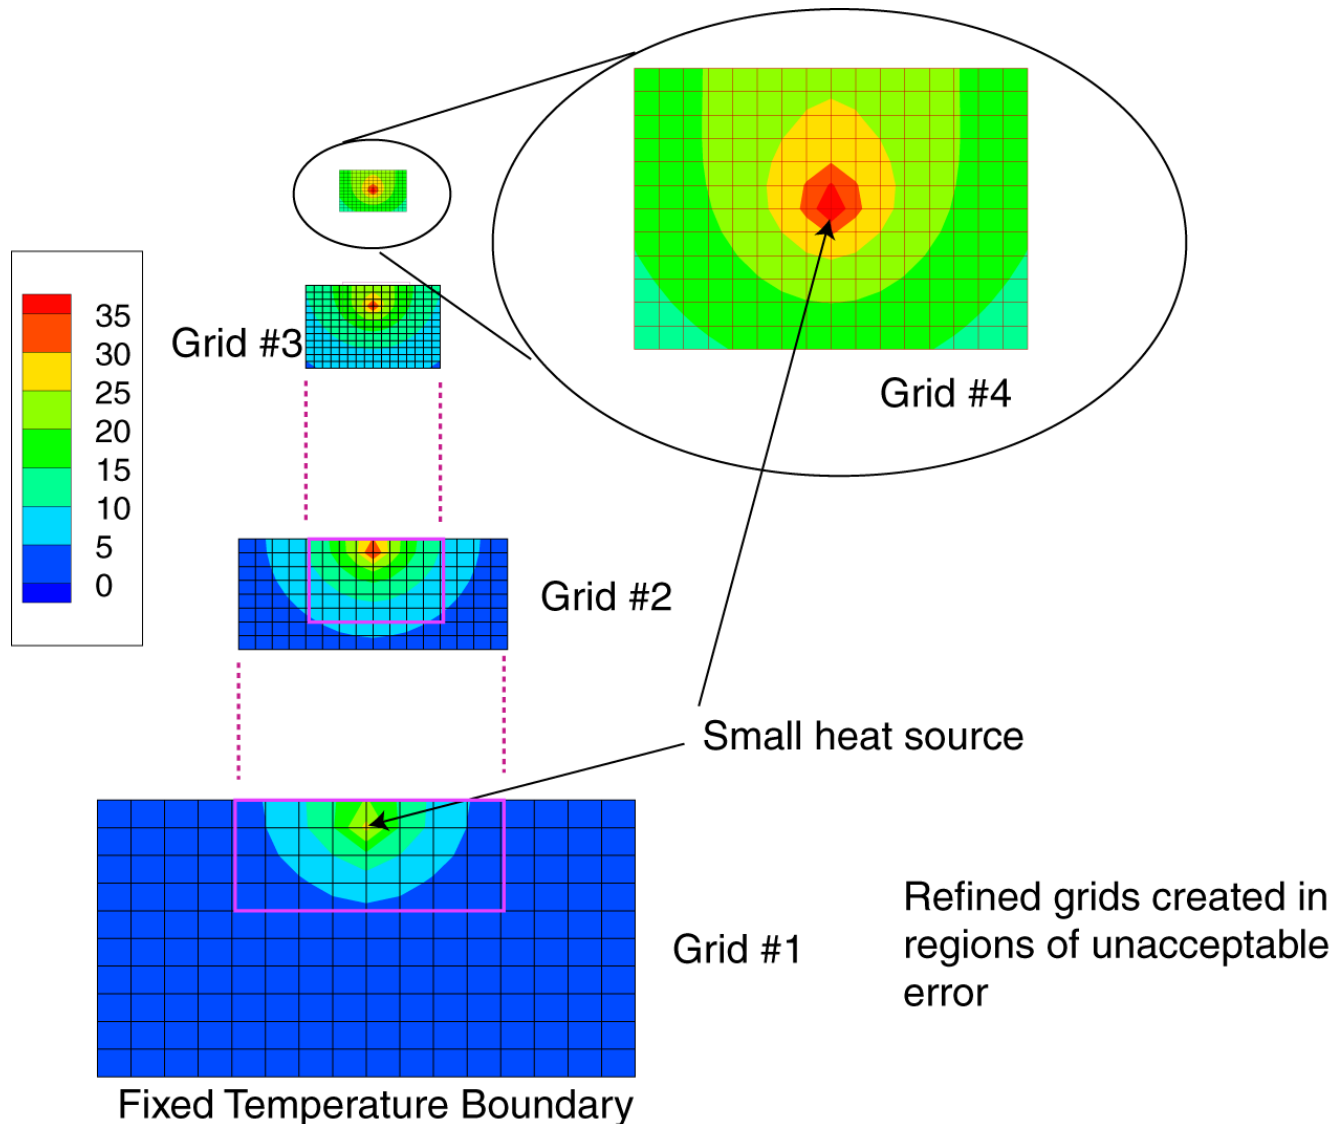 35
30
25
20
15
10
5
0
Grid #3
Grid #4
Grid #2
Small heat source
Grid #1
Refined grids created in
regions of unacceptable
error
Fixed Temperature Boundary